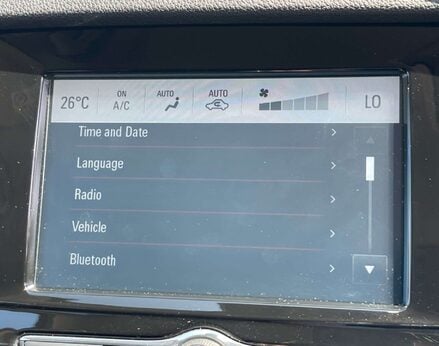 26°C ON A/C AUTO AUTO LO
Time and Date
Language
Radio
Vehicle
Bluetooth